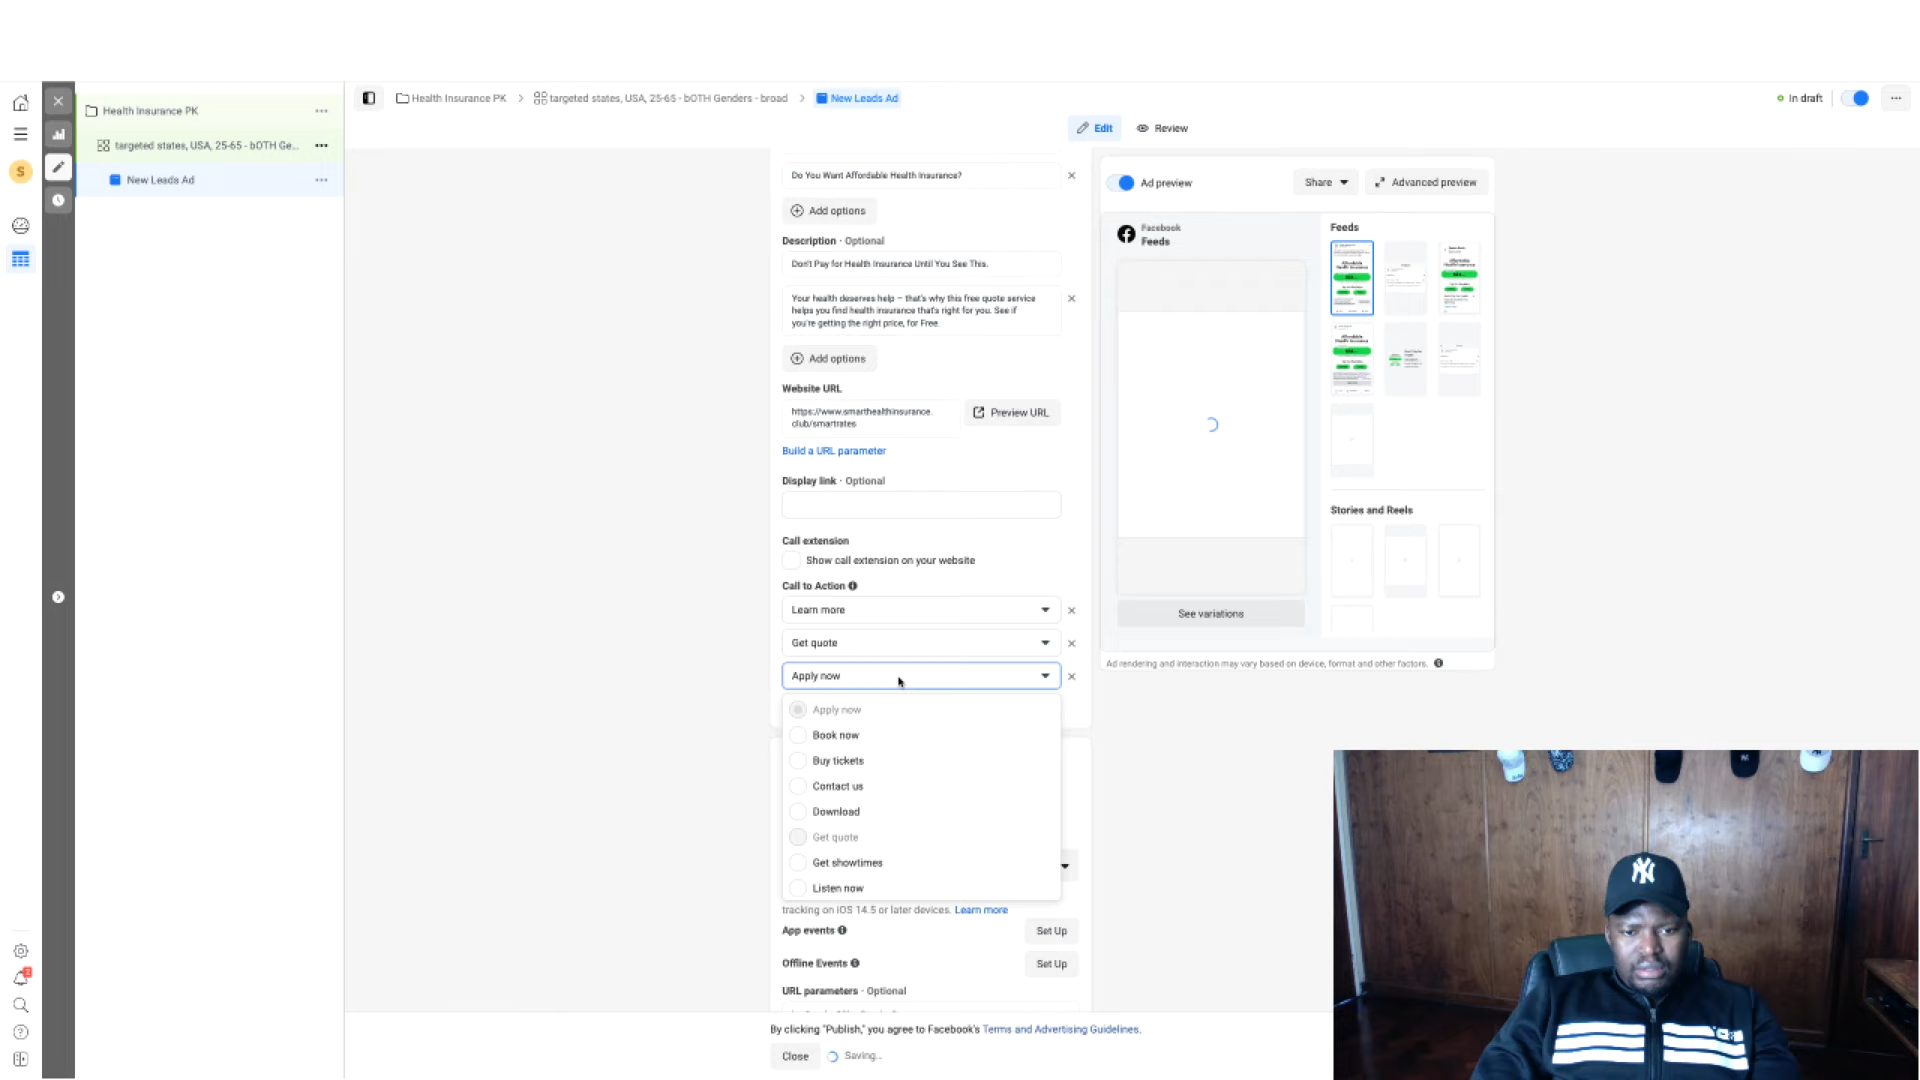 Health Insurance PK
targeted states, USA, 25-65 - bOTH Ge...
New Leads Ad
S
2
Health Insurance PK
targeted states, USA, 25-65 - bOTH Genders - broad
New Leads Ad
In draft
Edit
Review
Do You Want Affordable Health Insurance?
Add options
Description · Optional
Don't Pay for Health Insurance Until You See This.
Your health deserves help – that's why this free quote service
helps you find health insurance that's right for you. See if
you're getting the right price, for Free.
Add options
Website URL
https://www.smarthealthinsurance.
club/smartrates
Preview URL
Build a URL parameter
Display link · Optional
Call extension
Show call extension on your website
Call to Action
Learn more
Get quote
Apply now
Apply now
Book now
Buy tickets
Contact us
Download
Get quote
Get showtimes
Listen now
tracking on iOS 14.5 or later devices. Learn more
App events
Set Up
Offline Events
Set Up
URL parameters · Optional
By clicking "Publish," you agree to Facebook's Terms and Advertising Guidelines.
Close
Saving...
Ad preview
Share
Advanced preview
Facebook
Feeds
See variations
Feeds
Stories and Reels
Ad rendering and interaction may vary based on device, format and other factors.
NY